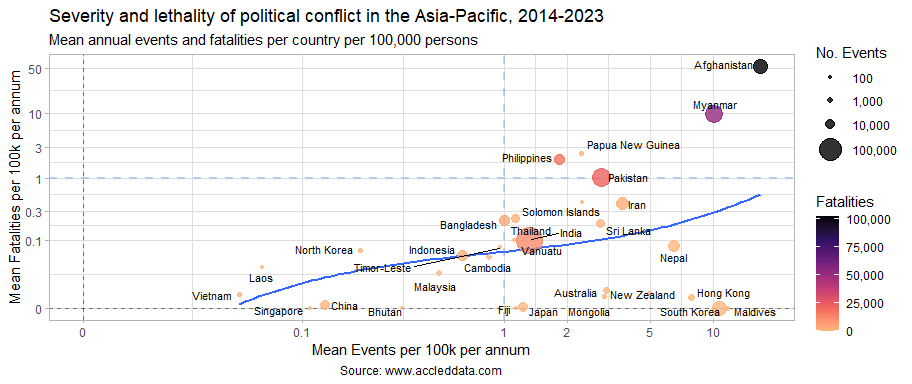 Severity and lethality of political conflict in the Asia-Pacific, 2014-2023
Mean annual events and fatalities per country per 100,000 persons
Mean Fatalities per 100k per annum
50
10
3
1
0.3
0.1
0
Afghanistan
Myanmar
Papua New Guinea
Philippines
Pakistan
Iran
Solomon Islands
Bangladesh
Sri Lanka
Thailand
India
Vanuatu
North Korea
Indonesia
Nepal
Timor-Leste
Cambodia
Laos
Malaysia
Vietnam
Australia
New Zealand
Hong Kong
Singapore
China
Bhutan
Fiji
Japan
Mongolia
South Korea
Maldives
0
0.1
1
2
5
10
Mean Events per 100k per annum
Source: www.accleddata.com
No. Events
100
1,000
10,000
100,000
Fatalities
100,000
75,000
50,000
25,000
0